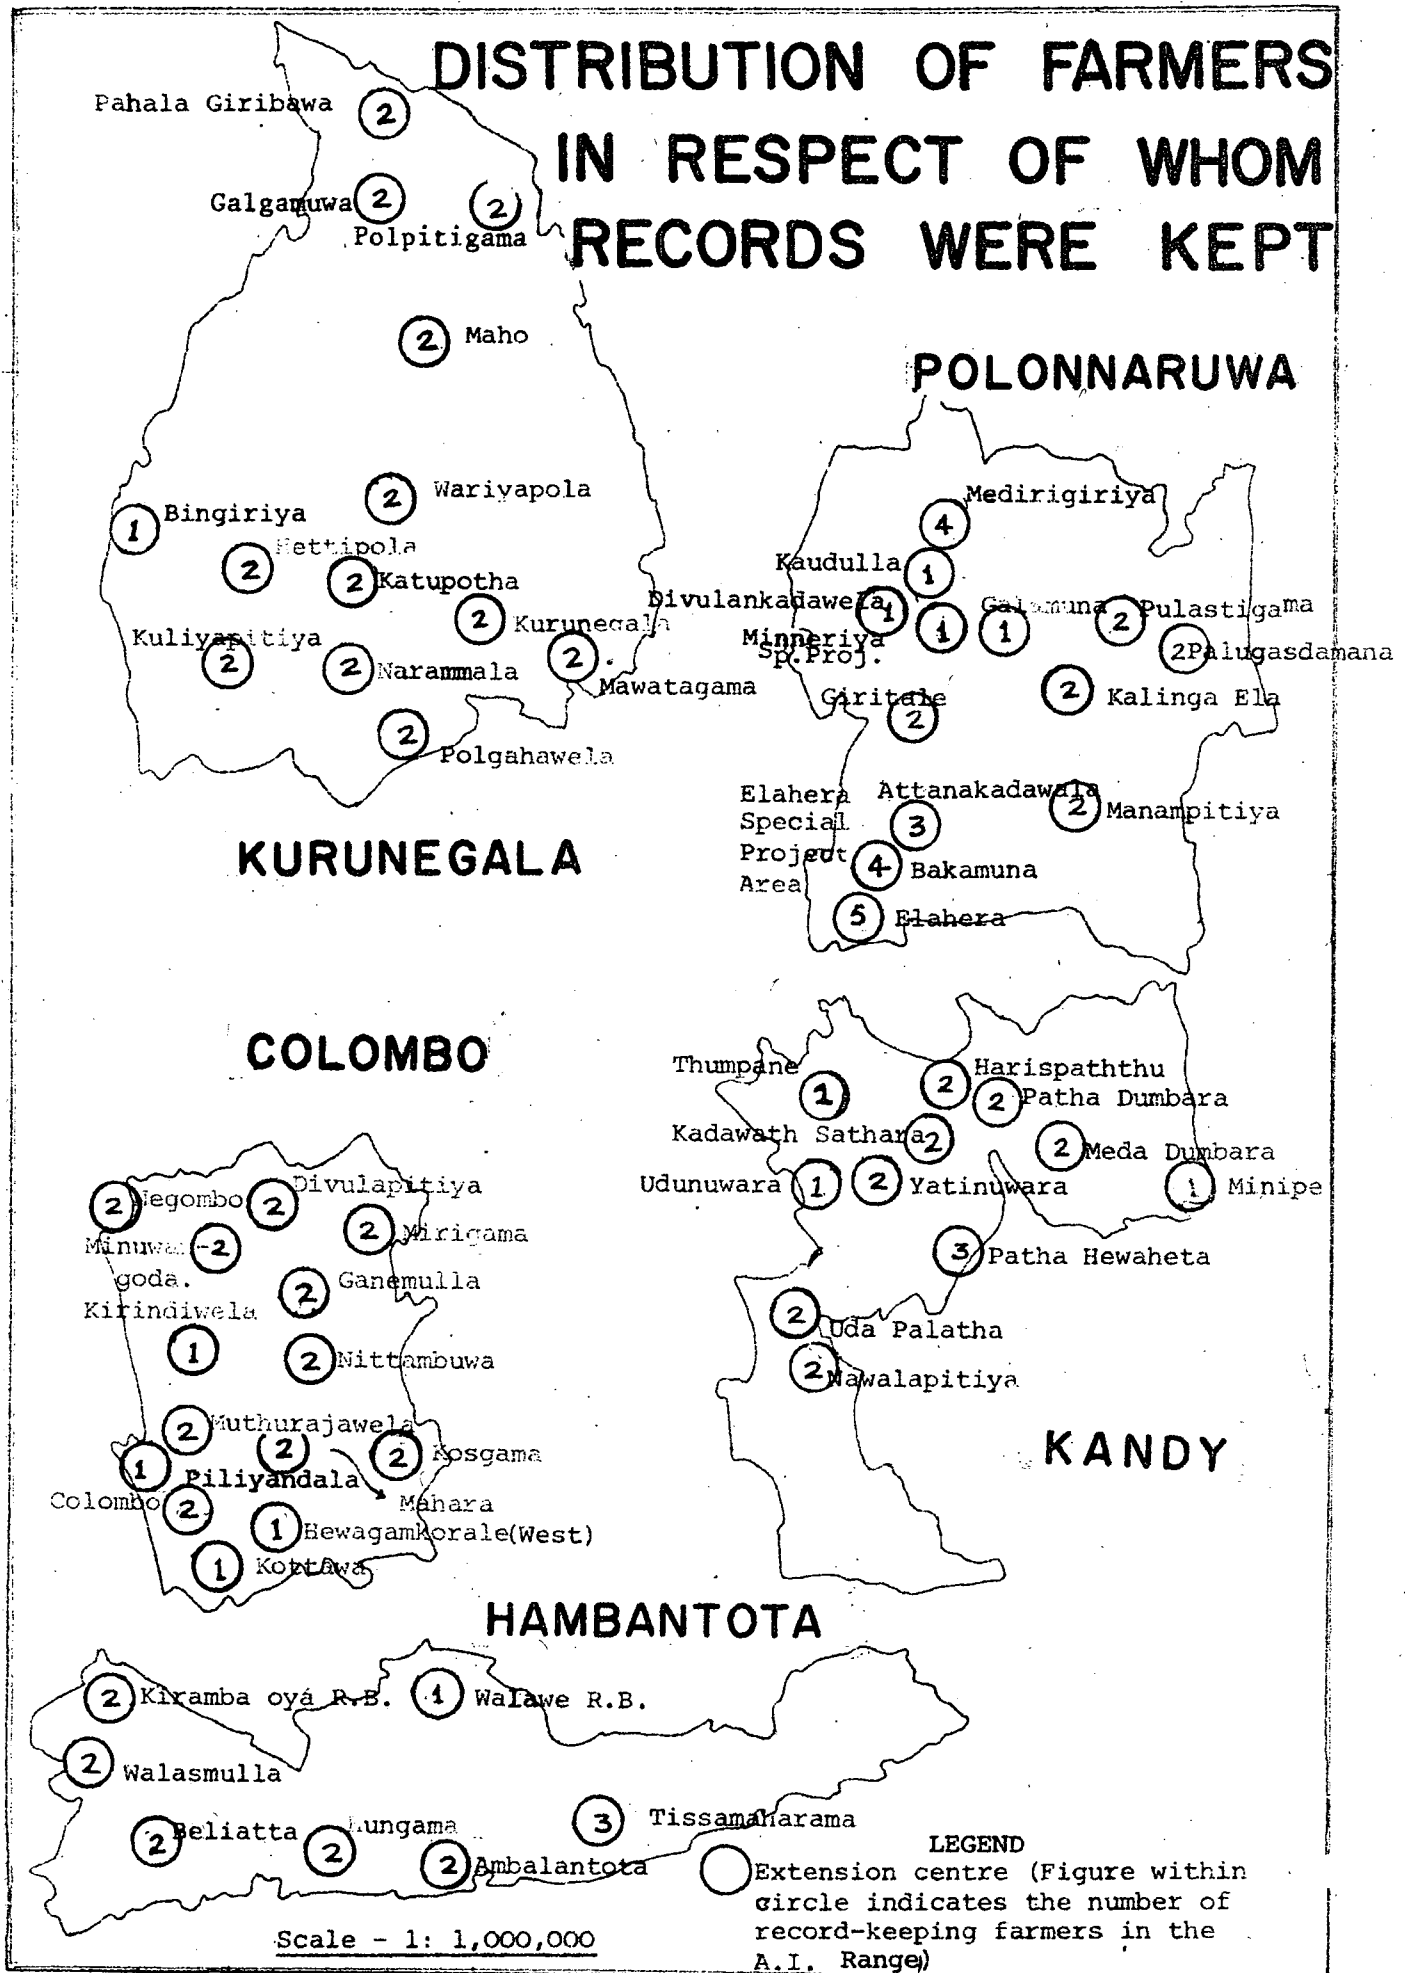 DISTRIBUTION OF FARMERS
IN RESPECT OF WHOM
RECORDS WERE KEPT
Pahala Giribawa
2
Galgamuwa
2
2
Polpitigama
2
Maho
2
Wariyapola
1
Bingiriya
2
Hettipola
2
Katupotha
2
Kurunegala
Kuliyapitiya
2
2
Narammala
2
Mawatagama
2
Polgahawela
KURUNEGALA
POLONNARUWA
Medirigiriya
4
Kaudulla
1
Divulankadawela
1
Minneriya
Sp.Proj.
1
Galamuna
1
2
Pulastigama
2
Palugasdamana
Giritale
2
2
Kalinga Ela
Elahera
Special
Project
Area
Attanakadawala
3
2
Manampitiya
4
Bakamuna
5
Elahera
COLOMBO
2
Negombo
2
Divulapitiya
2
Mirigama
Minuwan-
goda.
2
2
Ganemulla
Kirindiwela
1
2
Nittambuwa
2
Muthurajawela
2
2
Kosgama
1
Piliyandala
Mahara
Colombo
2
1
Hewagamkorale(West)
1
Kottawa
Thumpane
1
2
Harispaththu
2
Patha Dumbara
Kadawath Sathara
2
2
Meda Dumbara
Udunuwara
1
2
Yatinuwara
1
Minipe
3
Patha Hewaheta
2
Uda Palatha
2
Nawalapitiya
KANDY
HAMBANTOTA
2
Kiramba oya R.B.
1
Walawe R.B.
2
Walasmulla
2
Beliatta
2
2
Ambalantota
3
Tissamaharama
LEGEND
Extension centre (Figure within
circle indicates the number of
record-keeping farmers in the
A.I. Range)
Scale - 1: 1,000,000